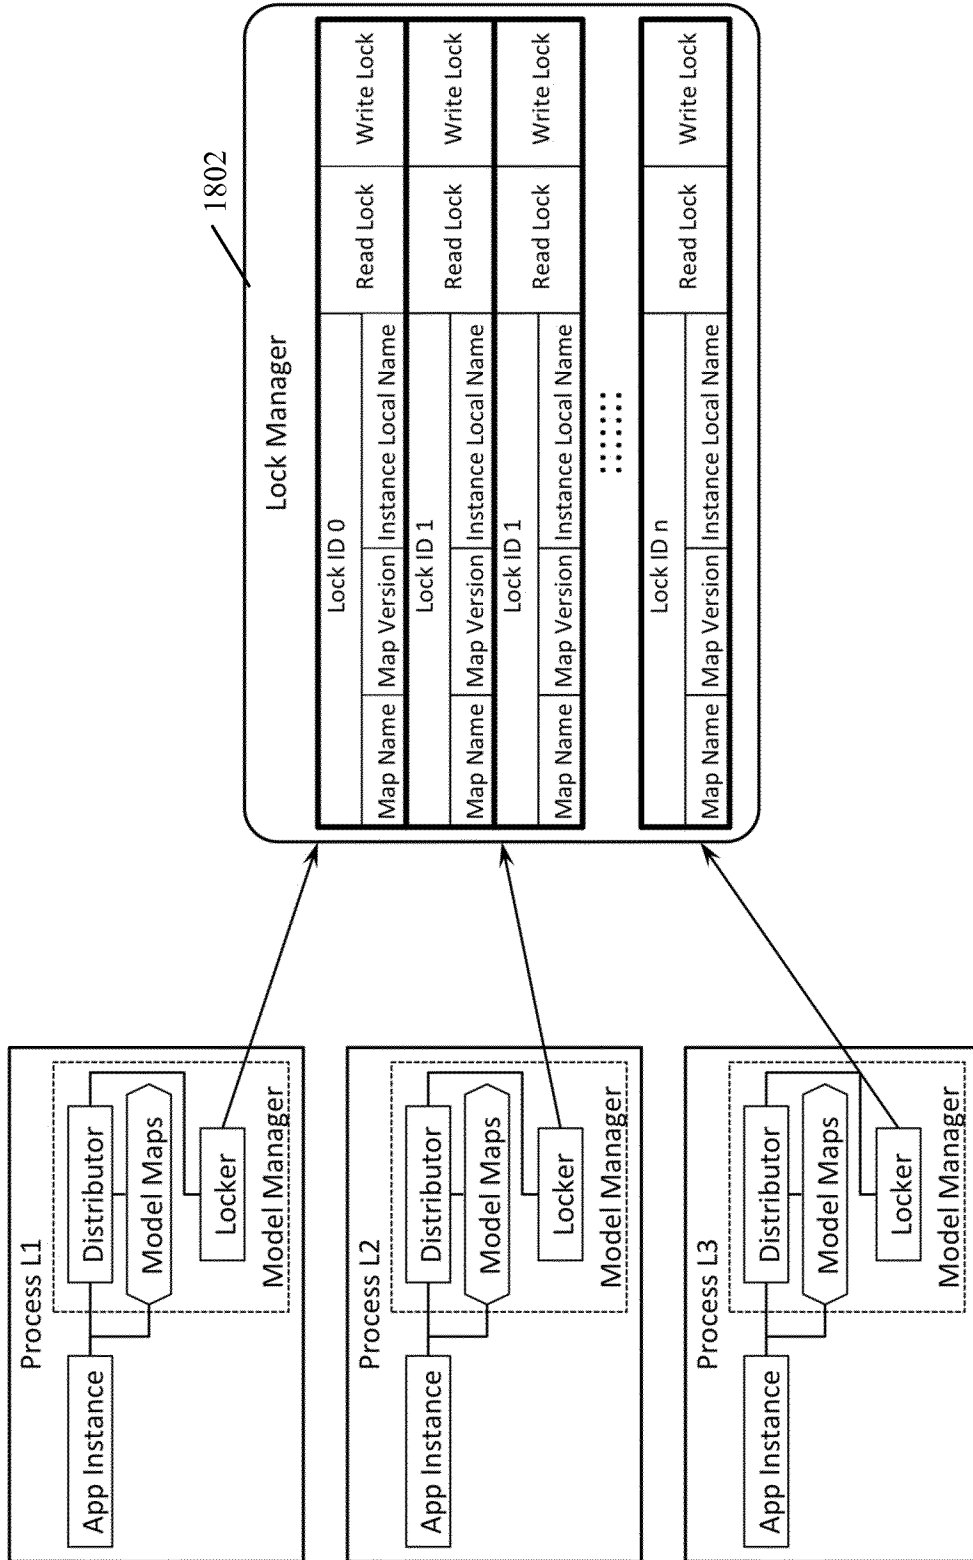 Process L1
App Instance
Distributor
Model Maps
Locker
Model Manager
Process L2
App Instance
Distributor
Model Maps
Locker
Model Manager
Process L3
App Instance
Distributor
Model Maps
Locker
Model Manager
1802
Lock Manager
Lock ID 0
Map Name Map Version Instance Local Name
Read Lock
Write Lock
Lock ID 1
Map Name Map Version Instance Local Name
Read Lock
Write Lock
Lock ID 1
Map Name Map Version Instance Local Name
Read Lock
Write Lock
Lock ID n
Map Name Map Version Instance Local Name
Read Lock
Write Lock